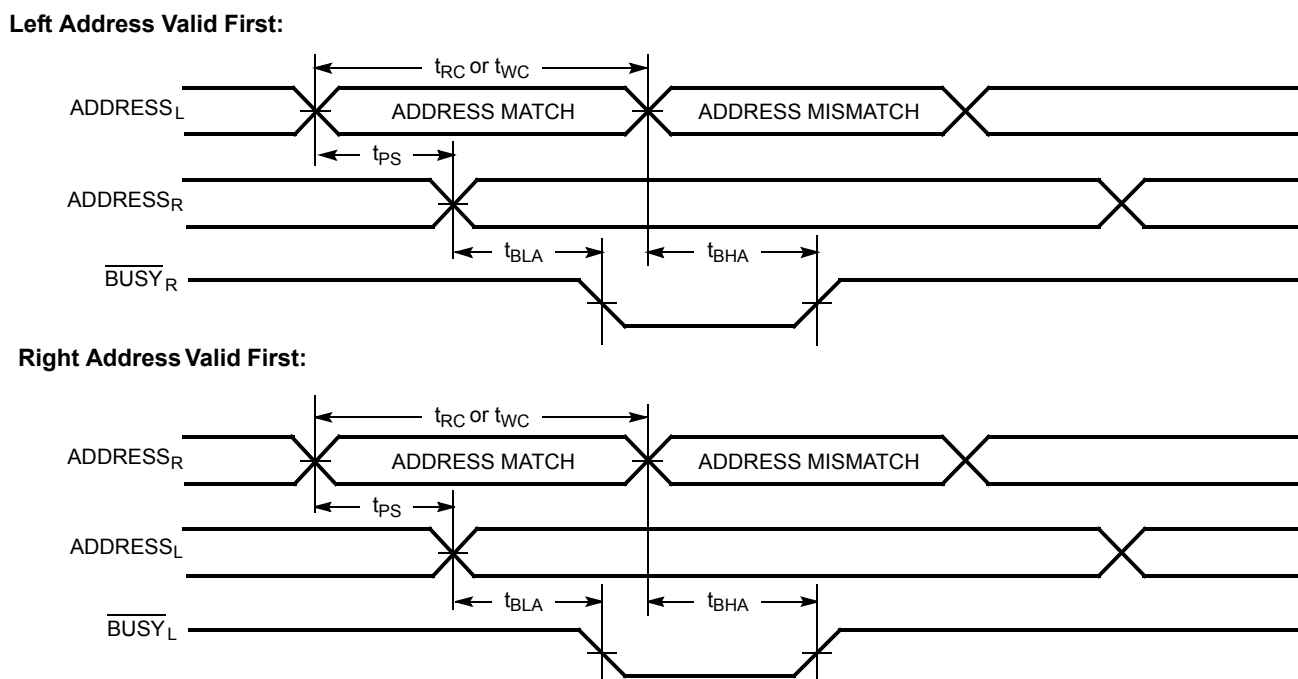 Left Address Valid First:
tRC or tWC
ADDRESSL
ADDRESS MATCH
ADDRESS MISMATCH
tPS
ADDRESSR
tBLA
tBHA
BUSYR
Right Address Valid First:
tRC or tWC
ADDRESSR
ADDRESS MATCH
ADDRESS MISMATCH
tPS
ADDRESSL
tBLA
tBHA
BUSYL